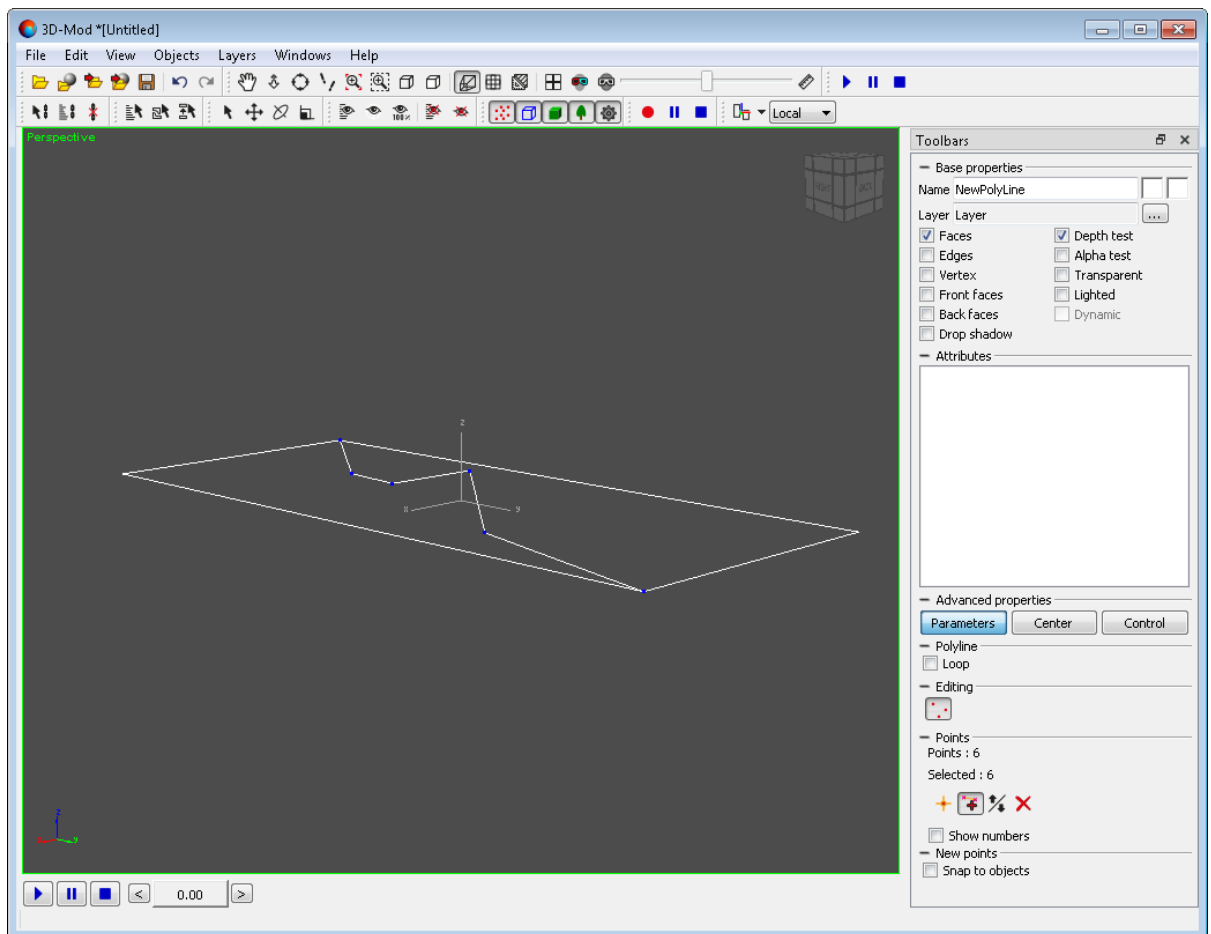 3D-Mod *[Untitled]
File Edit View Objects Layers Windows Help
100%
Local
Perspective
Toolbars
Base properties
Name NewPolyLine
Layer Layer ...
Faces Depth test
Edges Alpha test
Vertex Transparent
Front faces Lighted
Back faces Dynamic
Drop shadow
Attributes
z
x y
Advanced properties
Parameters Center Control
Polyline
Loop
Editing
Points
Points : 6
Selected : 6
Show numbers
New points
Snap to objects
z
y
< 0.00 >